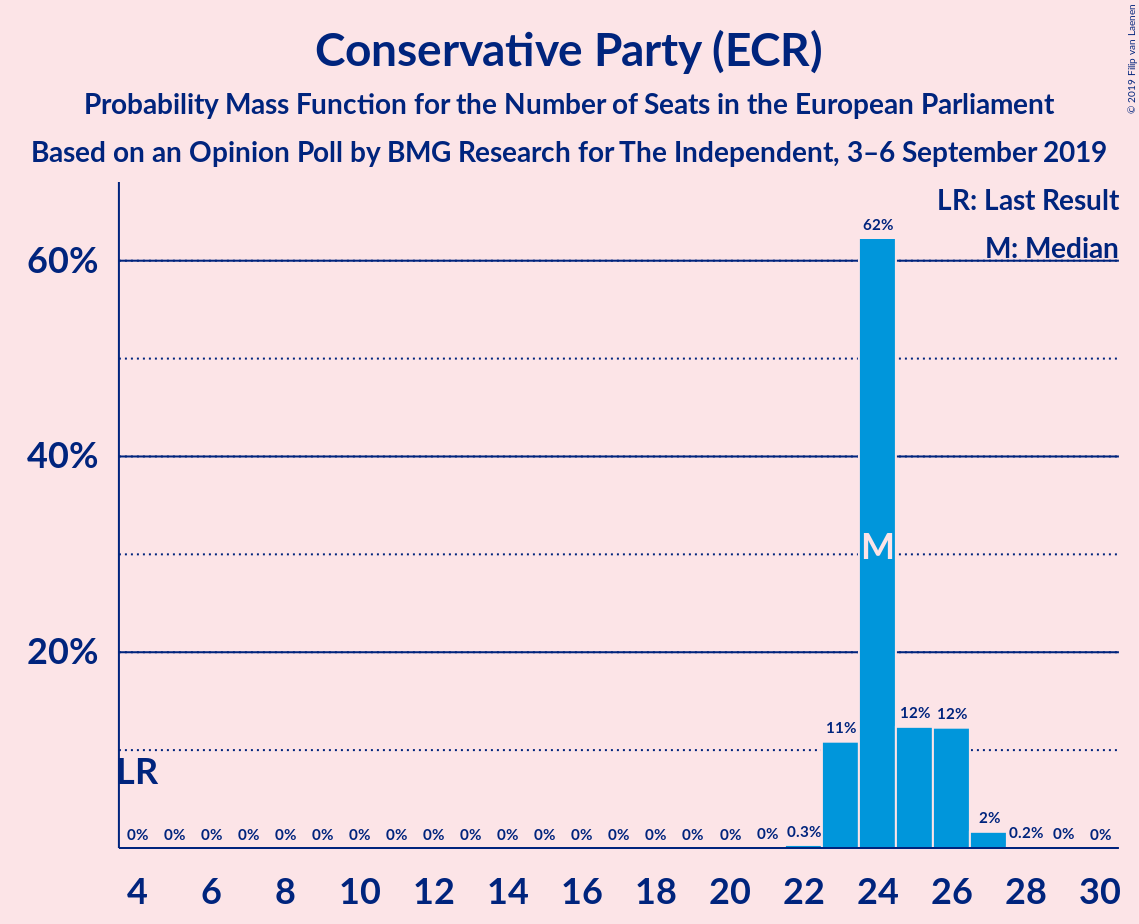 Conservative Party (ECR)
Probability Mass Function for the Number of Seats in the European Parliament
Based on an Opinion Poll by BMG Research for The Independent, 3–6 September 2019
© 2019 Filip van Laenen
LR: Last Result
M: Median
62%
60%
40%
M
20%
11% 12% 12%
LR
0% 0% 0% 0% 0% 0% 0% 0% 0% 0% 0% 0% 0% 0% 0% 0% 0% 0% 0.3% 2% 0.2% 0% 0%
4 6 8 10 12 14 16 18 20 22 24 26 28 30